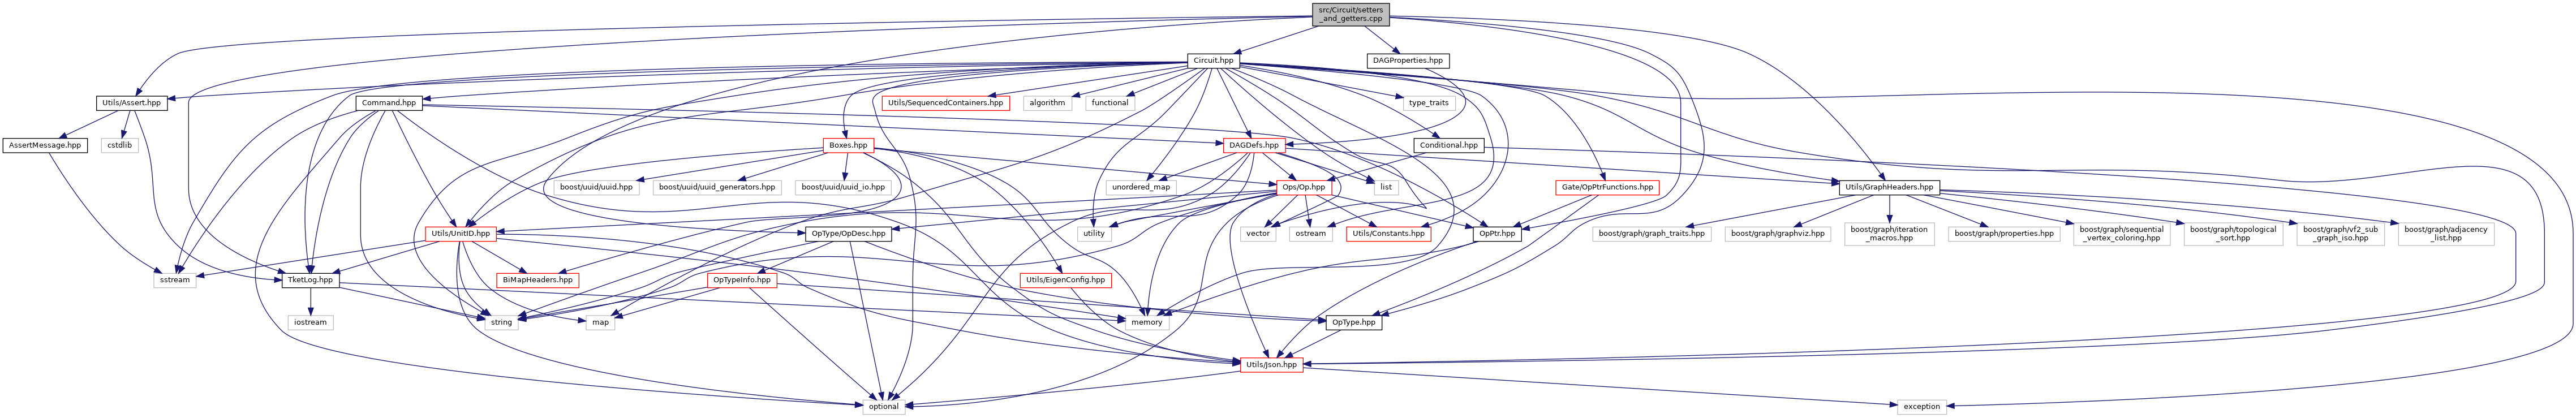 src/Circuit/setters
_and_getters.cpp
Circuit.hpp
DAGProperties.hpp
Utils/Assert.hpp
Command.hpp
Utils/SequencedContainers.hpp
algorithm
functional
type_traits
AssertMessage.hpp
cstdlib
Boxes.hpp
DAGDefs.hpp
Conditional.hpp
boost/uuid/uuid.hpp
boost/uuid/uuid_generators.hpp
boost/uuid/uuid_io.hpp
unordered_map
Ops/Op.hpp
list
Gate/OpPtrFunctions.hpp
Utils/GraphHeaders.hpp
Utils/UnitID.hpp
OpType/OpDesc.hpp
utility
vector
ostream
Utils/Constants.hpp
OpPtr.hpp
boost/graph/graph_traits.hpp
boost/graph/graphviz.hpp
boost/graph/iteration
_macros.hpp
boost/graph/properties.hpp
boost/graph/sequential
_vertex_coloring.hpp
boost/graph/topological
_sort.hpp
boost/graph/vf2_sub
_graph_iso.hpp
boost/graph/adjacency
_list.hpp
sstream
TketLog.hpp
BiMapHeaders.hpp
OpTypeInfo.hpp
Utils/EigenConfig.hpp
iostream
string
map
memory
OpType.hpp
Utils/Json.hpp
optional
exception